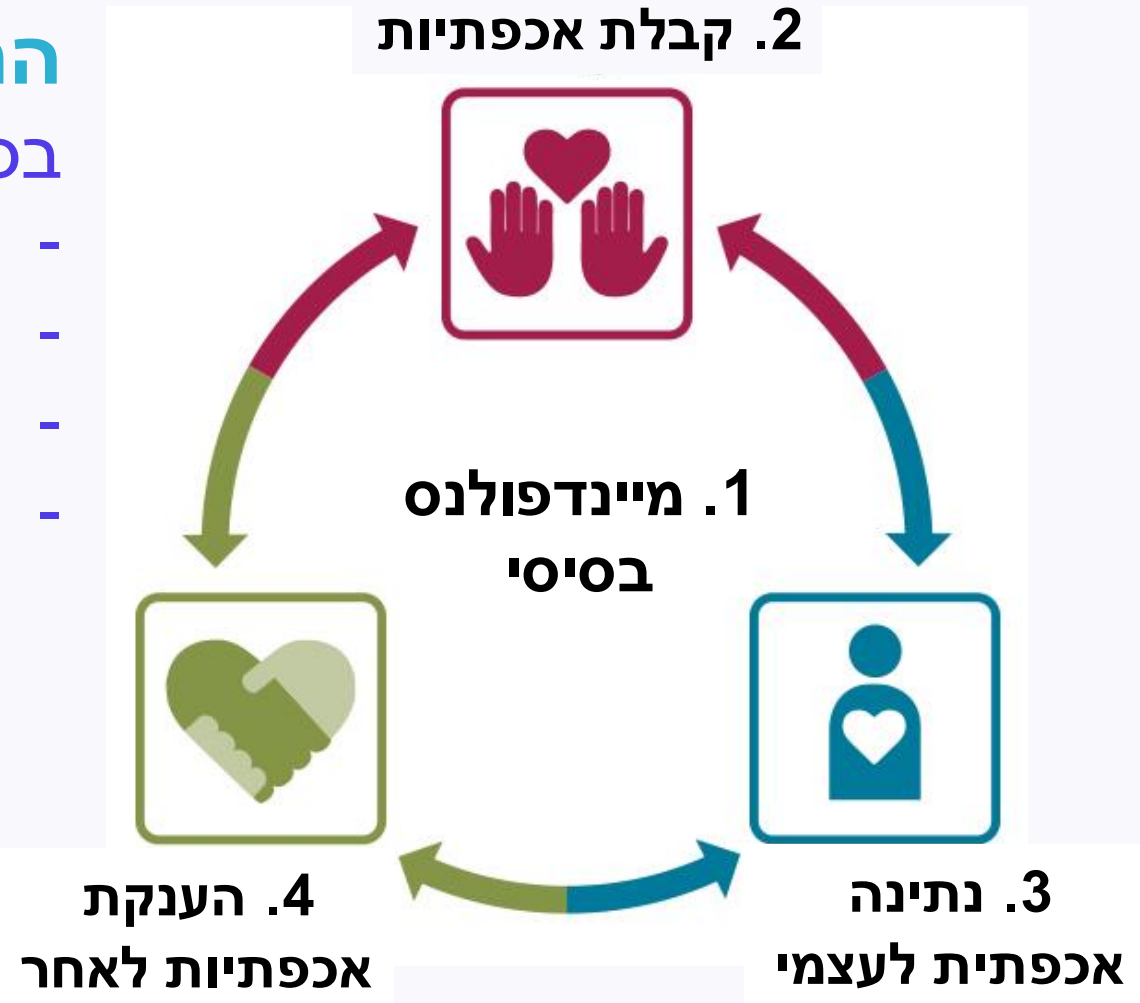 2. קבלת אכפתיות
1. מיינדפולנס
בסיסי
3. נתינה
אכפתית לעצמי
4. הענקת
אכפתיות לאחר
-
-
-
-